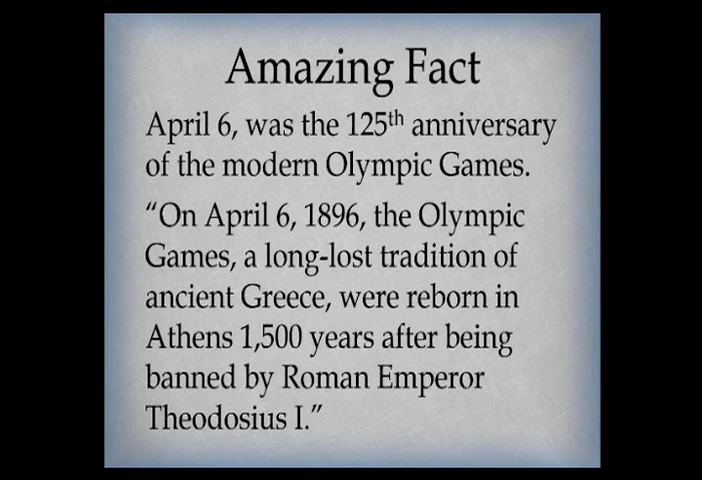 Amazing Fact
April 6, was the 125th anniversary
of the modern Olympic Games.
“On April 6, 1896, the Olympic
Games, a long-lost tradition of
ancient Greece, were reborn in
Athens 1,500 years after being
banned by Roman Emperor
Theodosius I.”